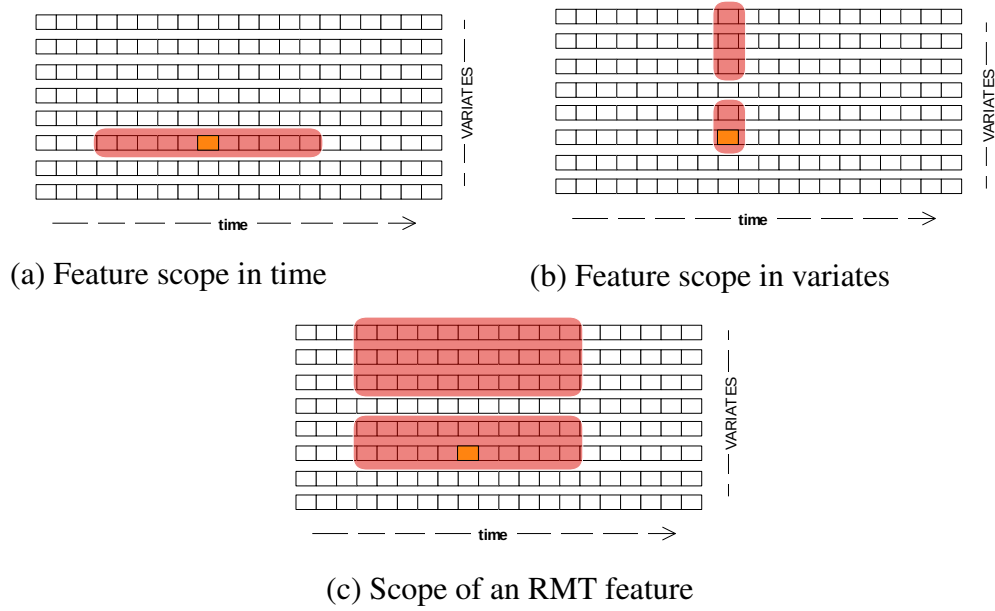 VARIATES
time
(a) Feature scope in time
VARIATES
time
(b) Feature scope in variates
VARIATES
time
(c) Scope of an RMT feature